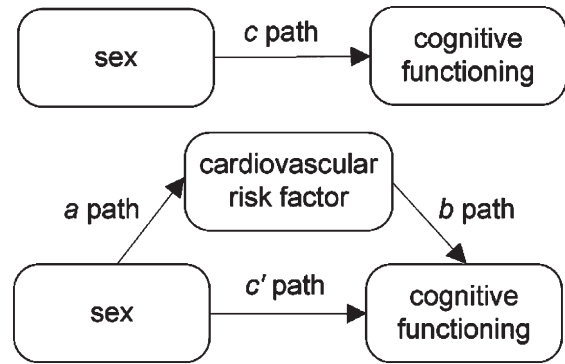 sex
c path
cognitive
functioning
cardiovascular
risk factor
a path
b path
sex
c' path
cognitive
functioning